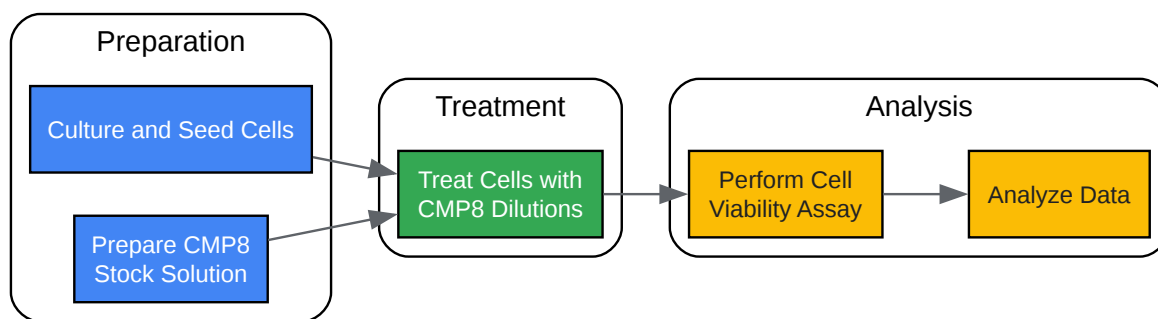 Preparation
Culture and Seed Cells
Prepare CMP8
Stock Solution
Treatment
Treat Cells with
CMP8 Dilutions
Analysis
Perform Cell
Viability Assay
Analyze Data